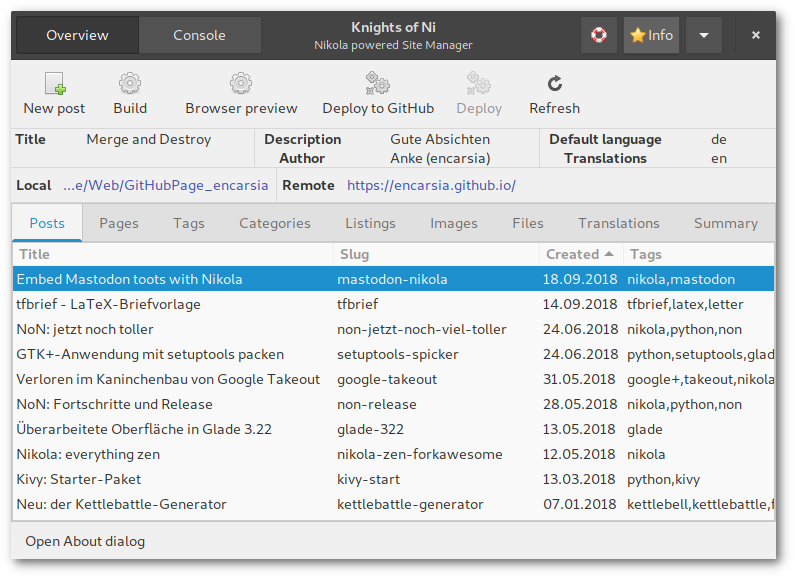 Overview Console Knights of Ni Info
Nikola powered Site Manager
New post Build Browser preview Deploy to GitHub Deploy Refresh
Title Merge and Destroy Description Gute Absichten Default language de
Author Anke (encarsia) Translations en
Local ...e/Web/GitHubPage_encarsia Remote https://encarsia.github.io/
Posts Pages Tags Categories Listings Images Files Translations Summary
Title Slug Created Tags
Embed Mastodon toots with Nikola mastodon-nikola 18.09.2018 nikola,mastodon
tfbrief - LaTeX-Briefvorlage tfbrief 14.09.2018 tfbrief,latex,letter
NoN: jetzt noch toller non-jetzt-noch-viel-toller 24.06.2018 nikola,python,non
GTK+-Anwendung mit setuptools packen setuptools-spicker 24.06.2018 python,setuptools,glad
Verloren im Kaninchenbau von Google Takeout google-takeout 31.05.2018 google+,takeout,nikola
NoN: Fortschritte und Release non-release 28.05.2018 nikola,python,non
Überarbeitete Oberfläche in Glade 3.22 glade-322 13.05.2018 glade
Nikola: everything zen nikola-zen-forkawesome 12.05.2018 nikola
Kivy: Starter-Paket kivy-start 13.03.2018 python,kivy
Neu: der Kettlebattle-Generator kettlebattle-generator 07.01.2018 kettlebell,kettlebattle,f
Open About dialog